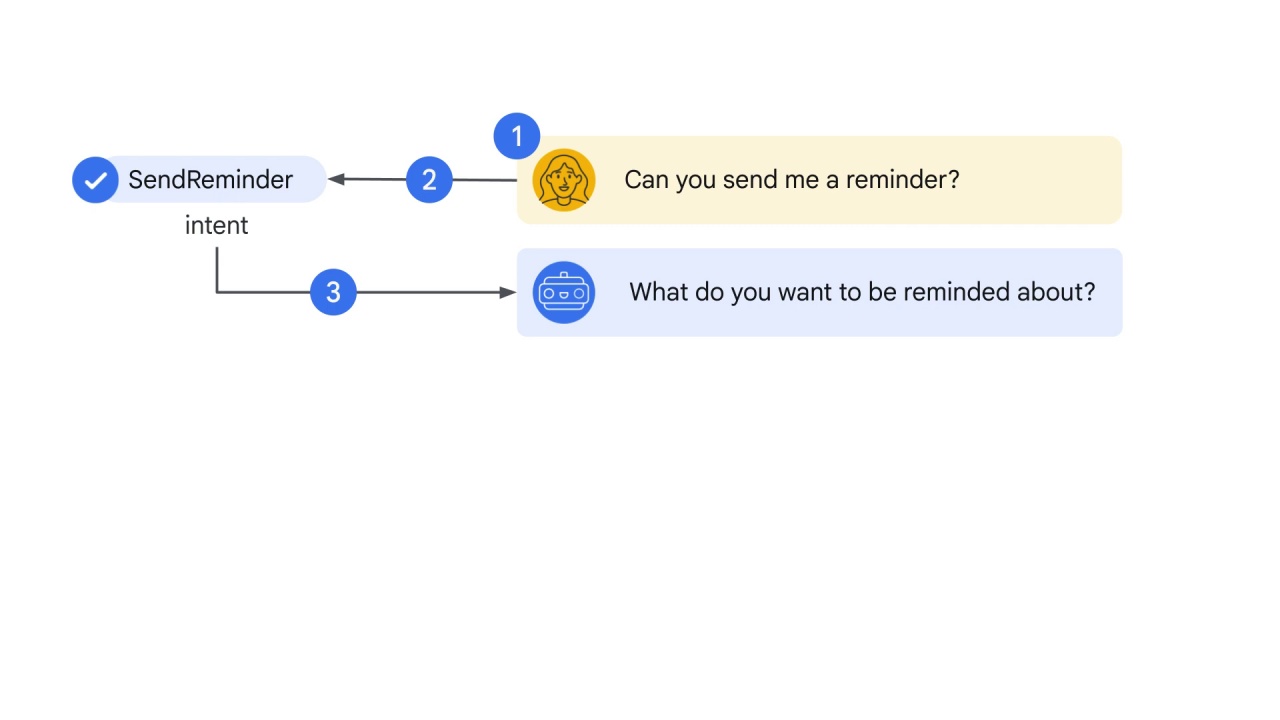 1
Can you send me a reminder?
2
SendReminder
intent
3
What do you want to be reminded about?